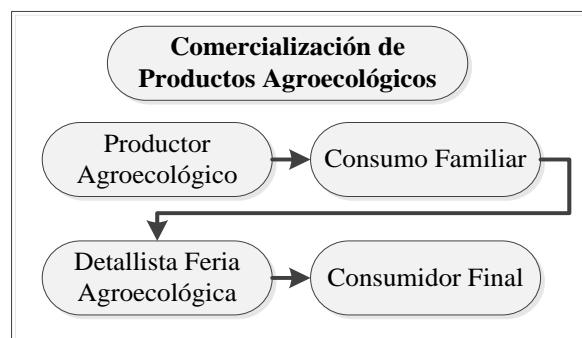 Comercialización de
Productos Agroecológicos
Productor
Agroecológico
Consumo Familiar
Detallista Feria
Agroecológica
Consumidor Final